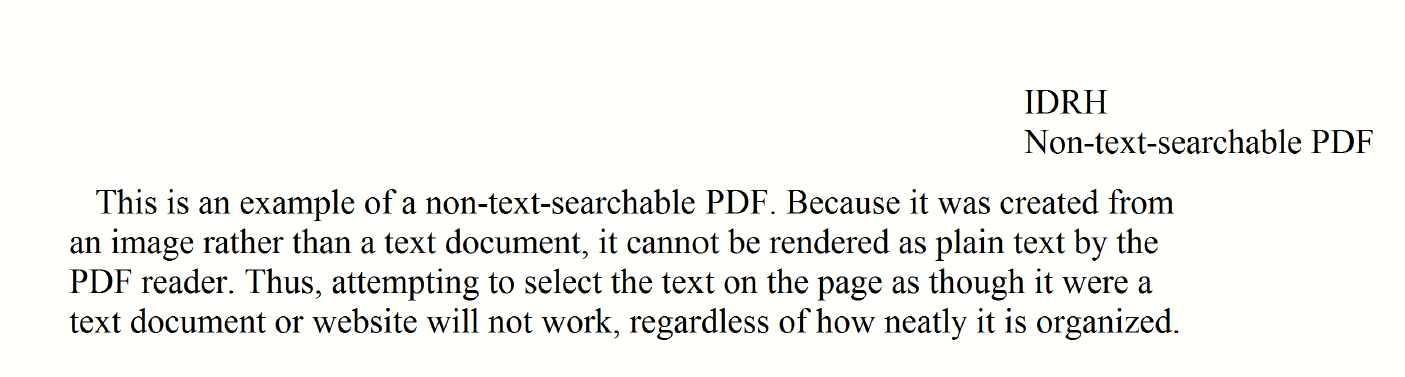 IDRH
Non-text-searchable PDF
This is an example of a non-text-searchable PDF. Because it was created from
an image rather than a text document, it cannot be rendered as plain text by the
PDF reader. Thus, attempting to select the text on the page as though it were a
text document or website will not work, regardless of how neatly it is organized.